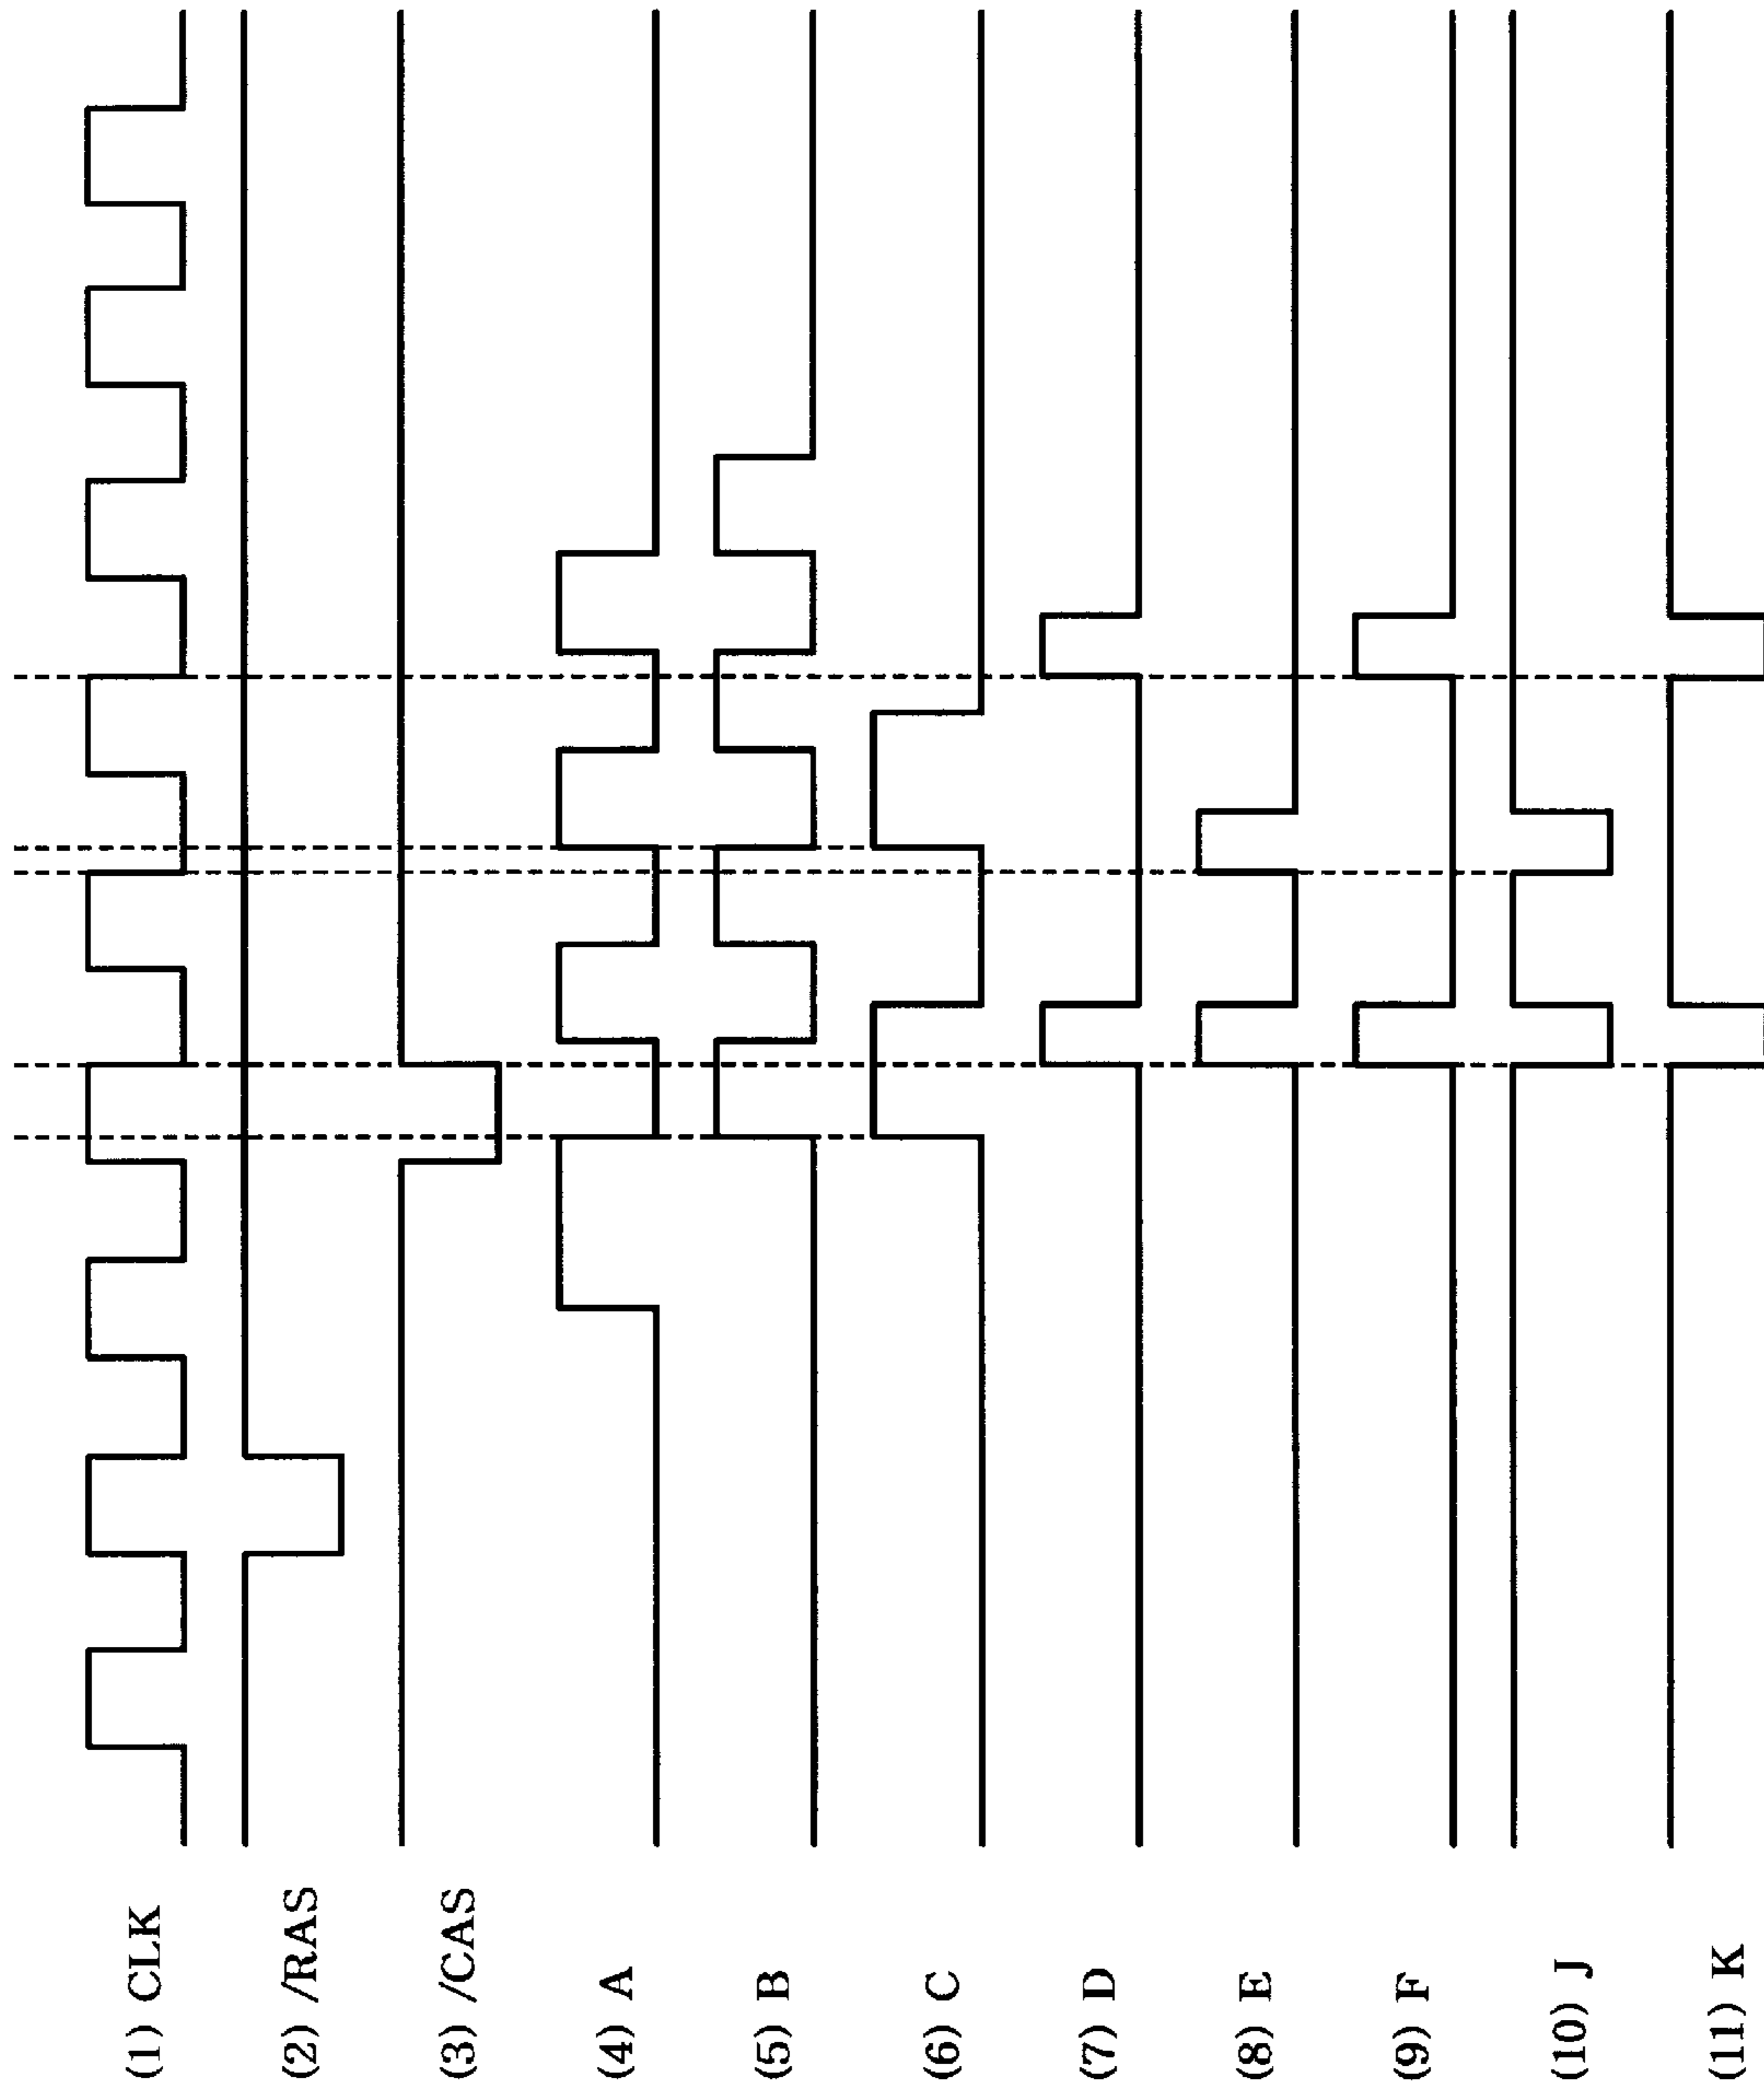 (1) CLK
(2) /RAS
(3) /CAS
(4) A
(5) B
(6) C
(7) D
(8) E
(9) F
(10) J
(11) K